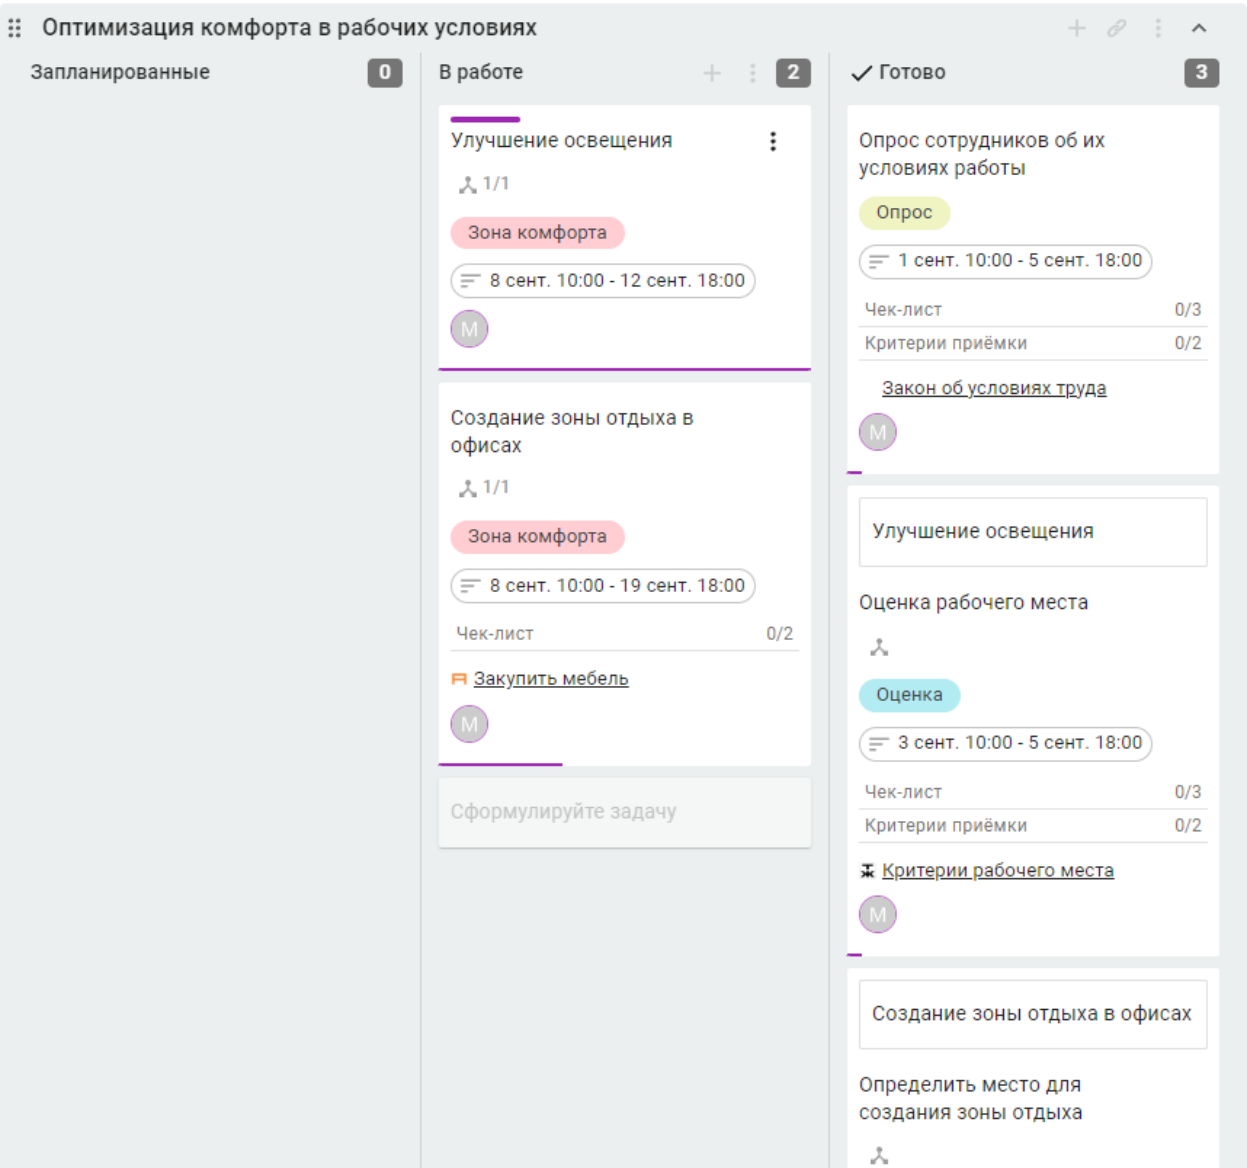 Оптимизация комфорта в рабочих условиях
Запланированные 0
В работе 2
Улучшение освещения
1/1
Зона комфорта
8 сент. 10:00 - 12 сент. 18:00
М
Создание зоны отдыха в
офисах
1/1
Зона комфорта
8 сент. 10:00 - 19 сент. 18:00
Чек-лист 0/2
Закупить мебель
М
Сформулируйте задачу
Готово 3
Опрос сотрудников об их
условиях работы
Опрос
1 сент. 10:00 - 5 сент. 18:00
Чек-лист 0/3
Критерии приёмки 0/2
Закон об условиях труда
М
Улучшение освещения
Оценка рабочего места
Оценка
3 сент. 10:00 - 5 сент. 18:00
Чек-лист 0/3
Критерии приёмки 0/2
Критерии рабочего места
М
Создание зоны отдыха в офисах
Определить место для
создания зоны отдыха